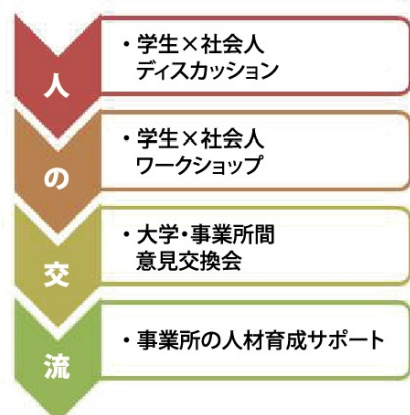 人
・学生×社会人
ディスカッション
の
・学生×社会人
ワークショップ
交
・大学・事業所間
意見交換会
流
・事業所の人材育成サポート